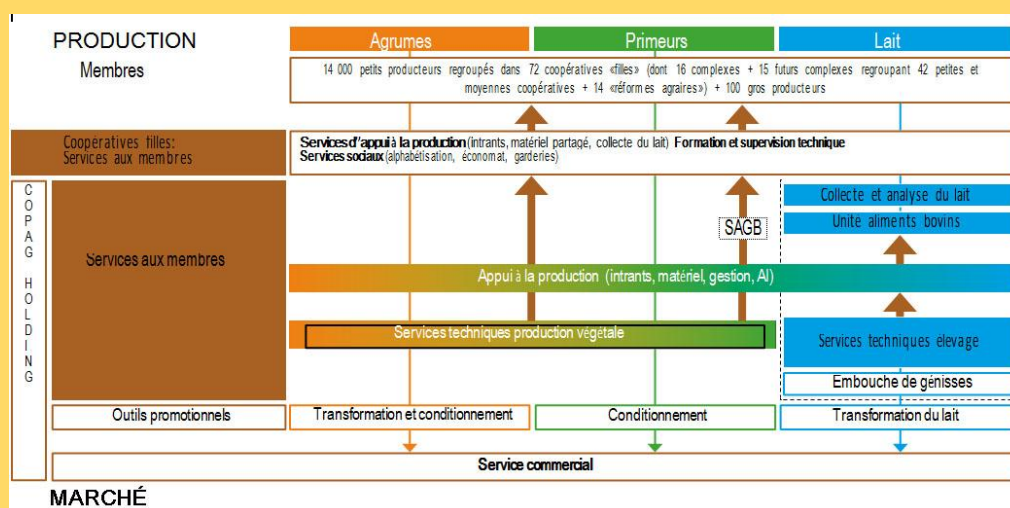 PRODUCTION
Membres
Agrumes
Primeurs
Lait
14 000 petits producteurs regroupés dans 72 coopératives «filles» (dont 16 complexes + 15 futurs complexes regroupant 42 petites et
moyennes coopératives + 14 «réformes agraires») + 100 gros producteurs
Coopératives filles:
Services aux membres
Services d''appui à la production (intrants, matériel partagé, collecte du lait) Formation et supervision technique
Services sociaux (alphabétisation, économat, garderies)
COPAG HOLDING
Services aux membres
Collecte et analyse du lait
Unité aliments bovins
SAGB
Appui à la production (intrants, matériel, gestion, AI)
Services techniques production végétale
Services techniques élevage
Embouche de génisses
Outils promotionnels
Transformation et conditionnement
Conditionnement
Transformation du lait
Service commercial
MARCHÉ